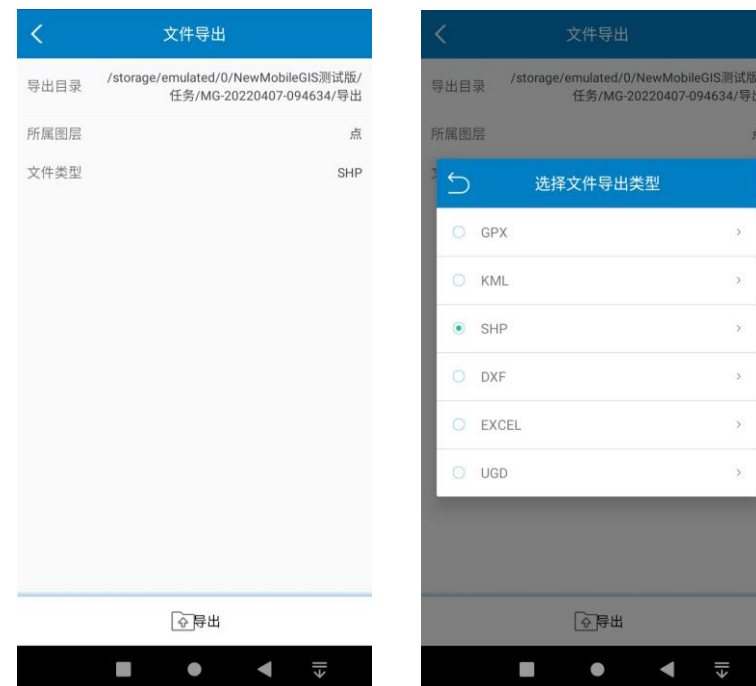 文件导出
导出目录
/storage/emulated/0/NewMobileGIS测试版/
任务/MG-20220407-094634/导出
所属图层
点
文件类型
SHP
导出
文件导出
导出目录
/storage/emulated/0/NewMobileGIS测试版
任务/MG-20220407-094634/导
所属图层
选择文件导出类型
GPX
KML
SHP
DXF
EXCEL
UGD
导出